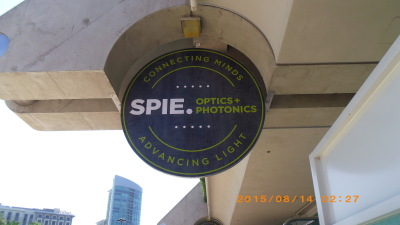 CONNECTING MINDS
SPIE. OPTICS+
PHOTONICS
ADVANCING LIGHT
2015/08/14 12:27